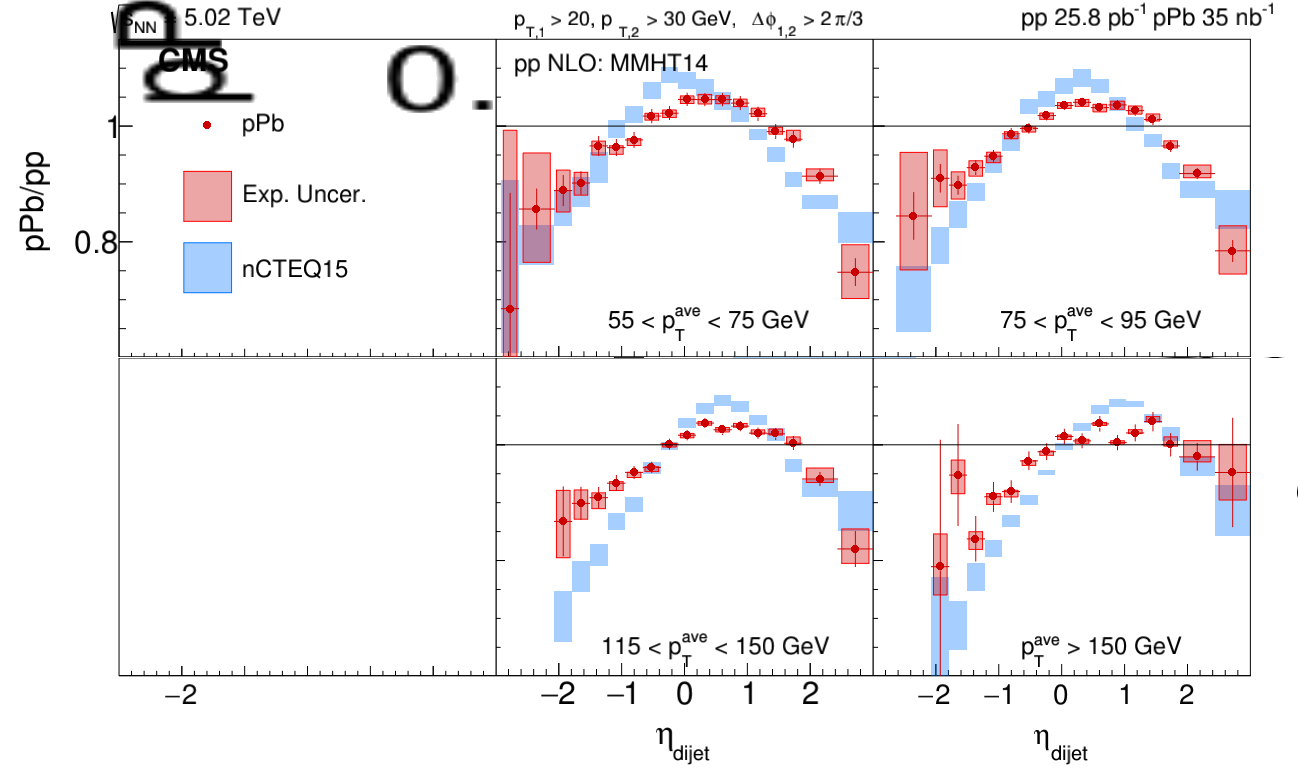 √s_NN = 5.02 TeV
p_T,1 > 20, p_T,2 > 30 GeV, Δϕ_1,2 > 2π/3
pp 25.8 pb⁻¹ pPb 35 nb⁻¹
CMS
pp NLO: MMHT14
pPb
Exp. Uncer.
nCTEQ15
pPb/pp
1
0.8
55 < p_T^ave < 75 GeV
75 < p_T^ave < 95 GeV
115 < p_T^ave < 150 GeV
p_T^ave > 150 GeV
−2
−2 −1 0 1 2
−2 −1 0 1 2
η_dijet
η_dijet